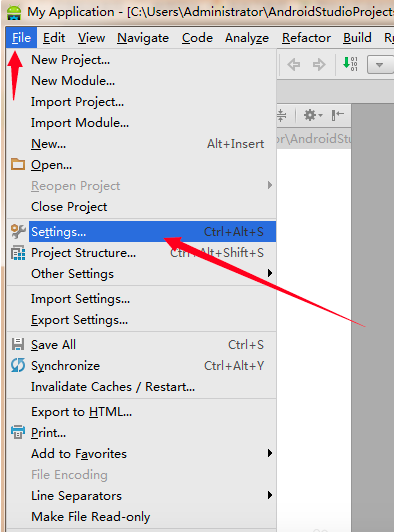 My Application - [C:\Users\Administrator\AndroidStudioProjects
File Edit View Navigate Code Analyze Refactor Build
New Project...
New Module...
Import Project...
Import Module...
New... Alt+Insert
Open...
Reopen Project
Close Project
Settings... Ctrl+Alt+S
Project Structure... Ctrl+Alt+Shift+S
Other Settings
Import Settings...
Export Settings...
Save All Ctrl+S
Synchronize Ctrl+Alt+Y
Invalidate Caches / Restart...
Export to HTML...
Print...
Add to Favorites
File Encoding
Line Separators
Make File Read-only
or\AndroidStu